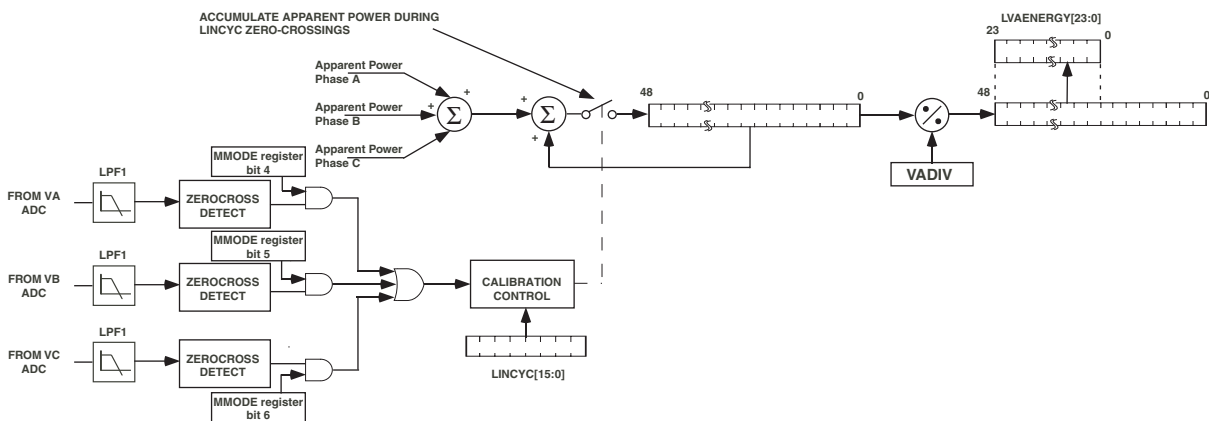 ACCUMULATE APPARENT POWER DURING
LINCYC ZERO-CROSSINGS
LVAENERGY[23:0]
23
0
Apparent Power
Phase A
+
48
0
48
0
+
+
Apparent Power
Phase B
Σ
Σ
+
Apparent Power
Phase C
VADIV
MMODE register
bit 4
LPF1
FROM VA
ADC
ZEROCROSS
DETECT
MMODE register
bit 5
LPF1
FROM VB
ADC
ZEROCROSS
DETECT
CALIBRATION
CONTROL
LPF1
FROM VC
ADC
ZEROCROSS
DETECT
LINCYC[15:0]
MMODE register
bit 6